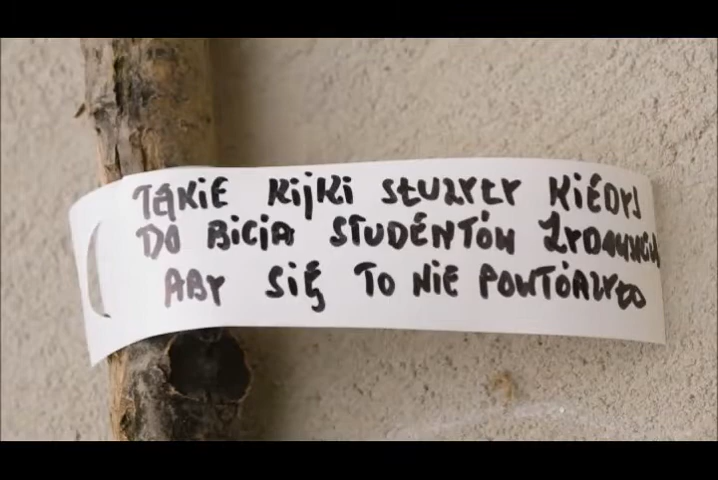 TAKIE KIJKI SŁUŻYŁY KIEDYŚ
DO BICIA STUDENTÓW ŻYDOWSKICH
ABY SIĘ TO NIE POWTÓRZYŁO